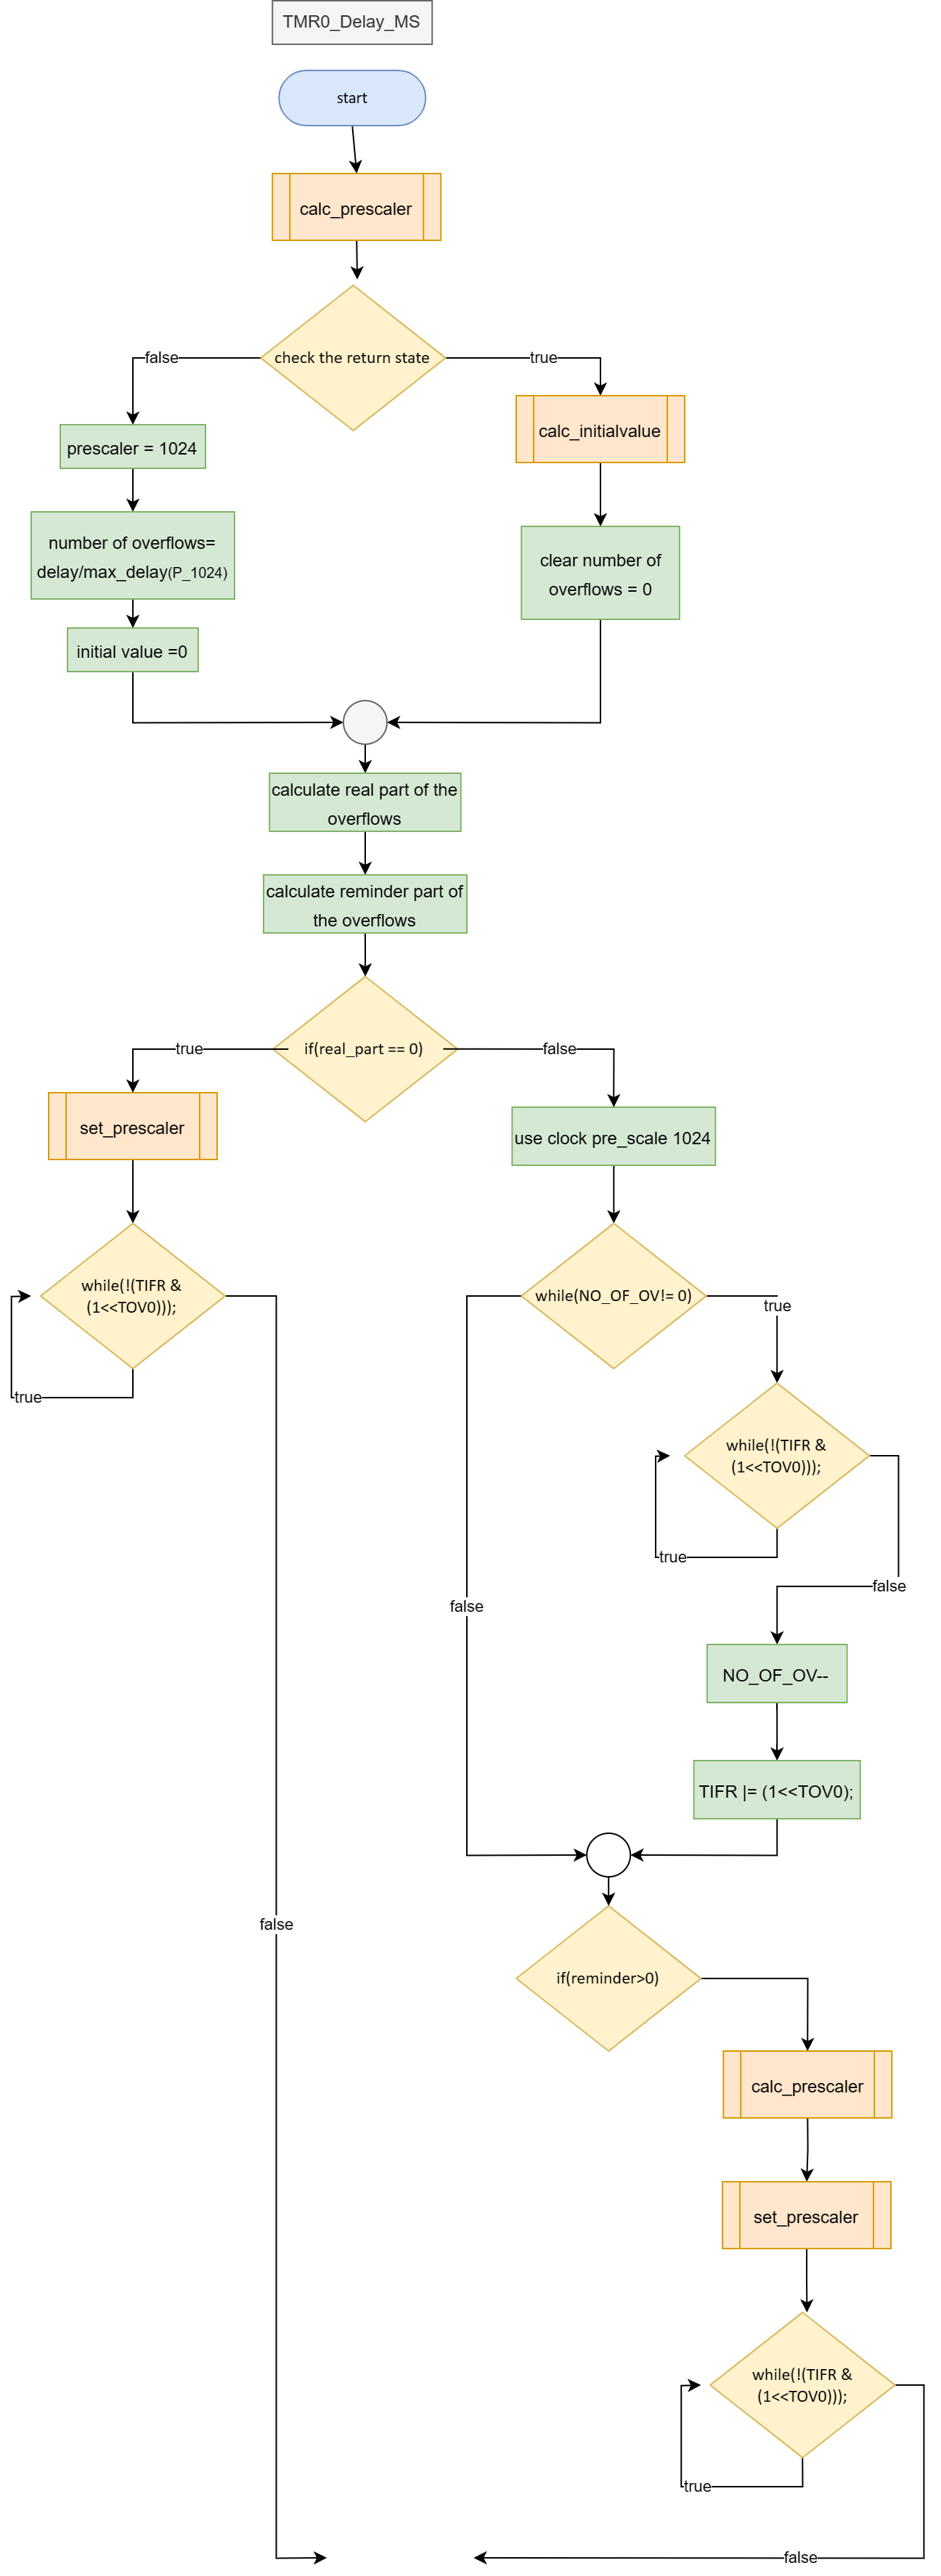 TMR0_Delay_MS
start
calc_prescaler
check the return state
false
true
calc_initialvalue
prescaler = 1024
number of overflows=
delay/max_delay(P_1024)
clear number of
overflows = 0
initial value =0
calculate real part of the
overflows
calculate reminder part of
the overflows
if(real_part == 0)
true
false
set_prescaler
use clock pre_scale 1024
while(!(TIFR &
(1<<TOV0)));
true
while(NO_OF_OV!= 0)
true
while(!(TIFR &
(1<<TOV0)));
true
false
false
NO_OF_OV--
TIFR |= (1<<TOV0);
false
if(reminder>0)
calc_prescaler
set_prescaler
while(!(TIFR &
(1<<TOV0)));
true
false